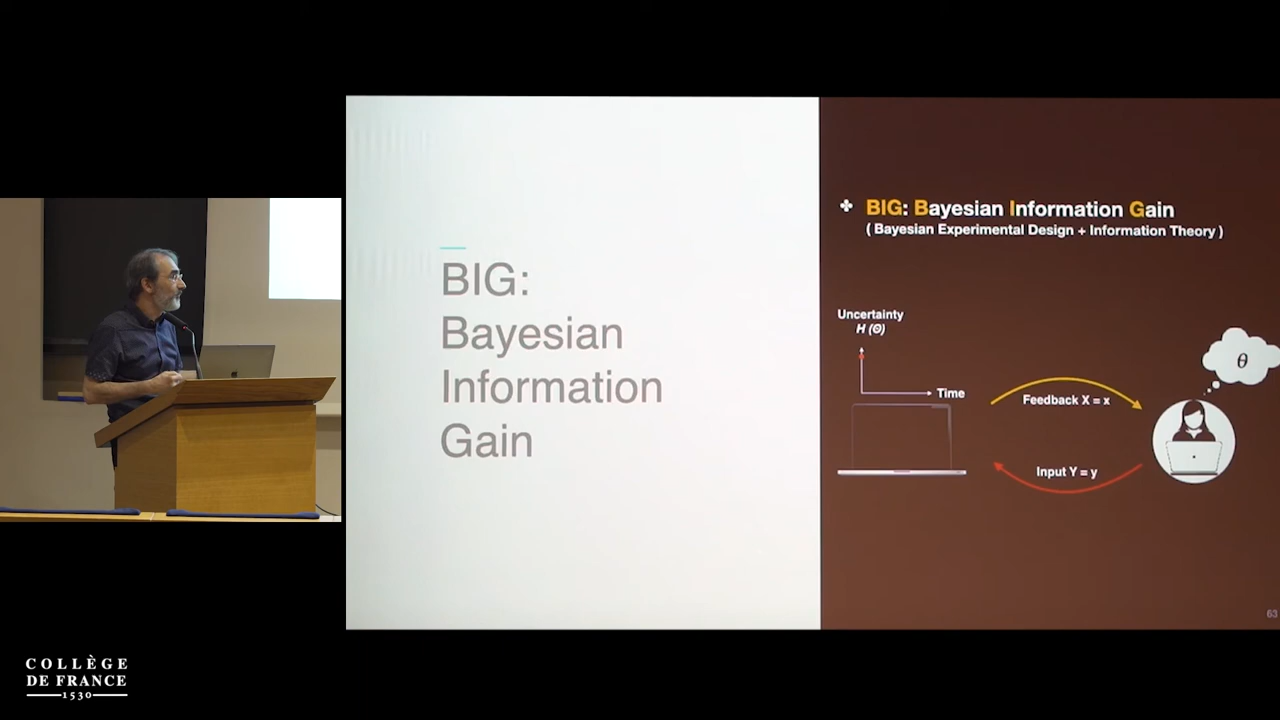 BIG:
Bayesian
Information
Gain
BIG: Bayesian Information Gain
( Bayesian Experimental Design + Information Theory )
Uncertainty
H (Θ)
Time
Feedback X = x
Input Y = y
θ
63
COLLÈGE
DE FRANCE
1530